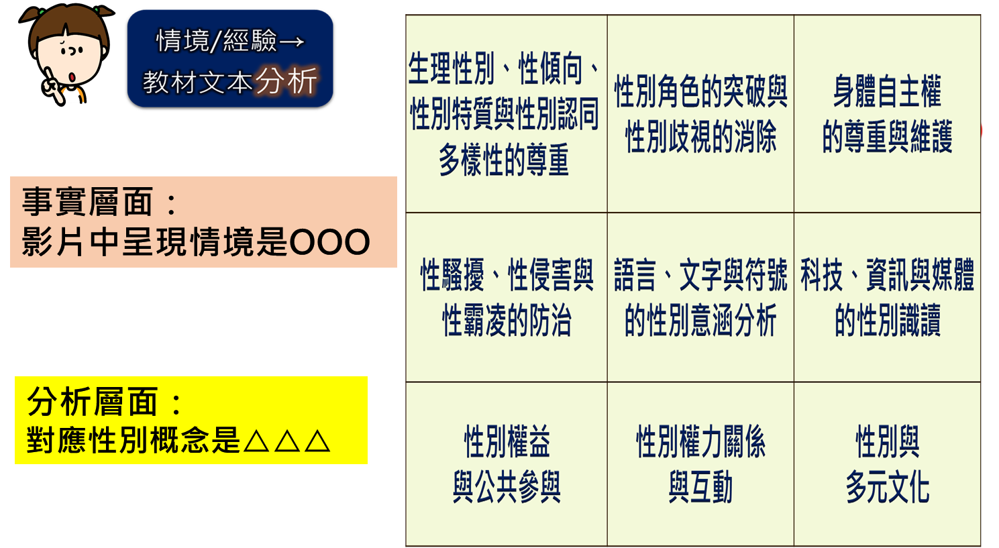 情境/經驗→
教材文本分析
事實層面：
影片中呈現情境是OOO
分析層面：
對應性別概念是△△△
生理性別、性傾向、
性別特質與性別認同
多樣性的尊重
性別角色的突破與
性別歧視的消除
身體自主權
的尊重與維護
性騷擾、性侵害與
性霸凌的防治
語言、文字與符號
的性別意涵分析
科技、資訊與媒體
的性別識讀
性別權益
與公共參與
性別權力關係
與互動
性別與
多元文化